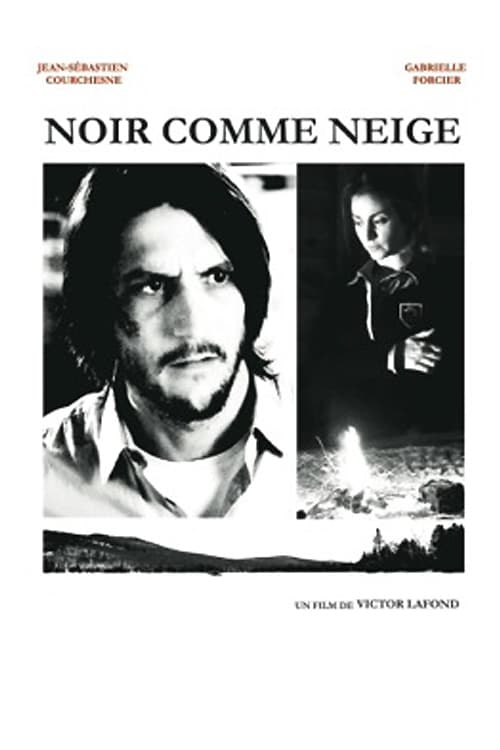 JEAN-SÉBASTIEN
COURCHESNE
GABRIELLE
FORCIER
NOIR COMME NEIGE
UN FILM DE VICTOR LAFOND